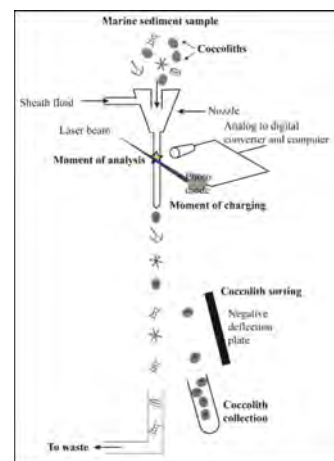 Marine sediment sample
Coccoliths
Sheath fluid
Nozzle
Laser beam
Analog to digital
converter and computer
Moment of analysis
Photo
diode
Moment of charging
Coccolith sorting
Negative
deflection
plate
Coccolith
collection
To waste